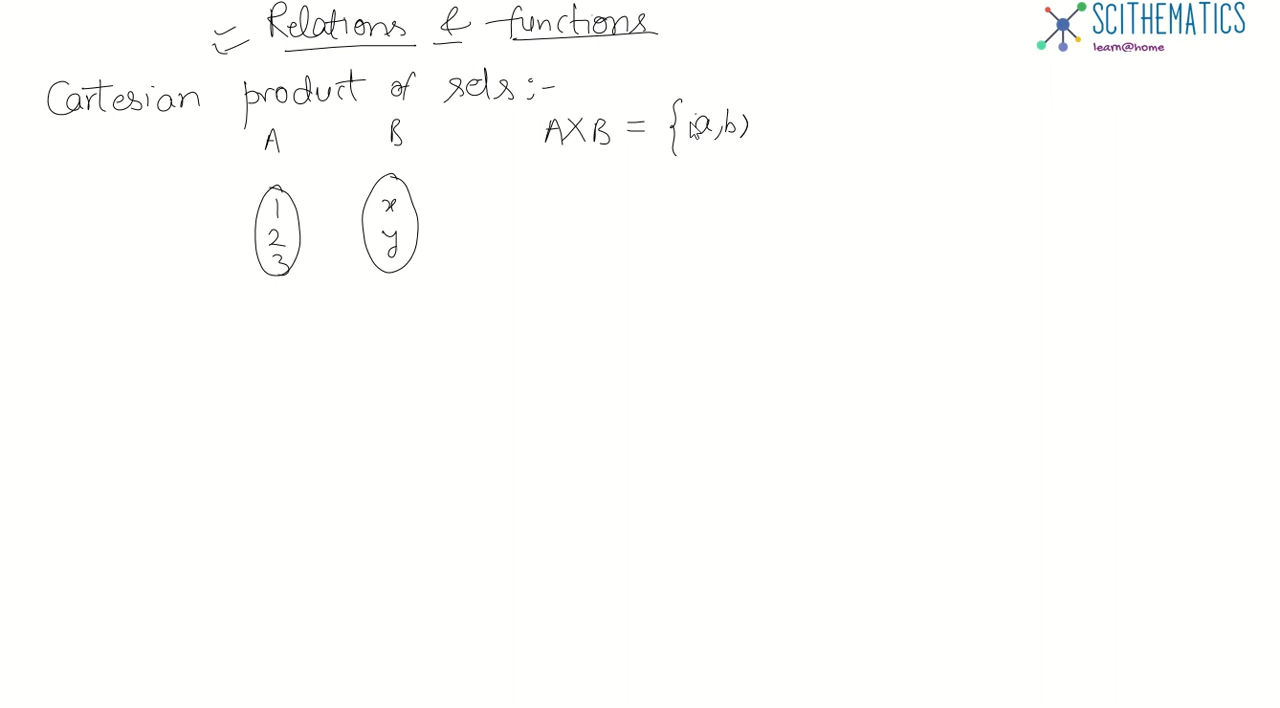 Relations & functions
SCITHEMATICS
learn@home
Cartesian product of sets :-
A B
A×B = {(a,b)
1
2
3
x
y